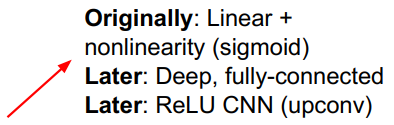 Originally: Linear +
nonlinearity (sigmoid)
Later: Deep, fully-connected
Later: ReLU CNN (upconv)